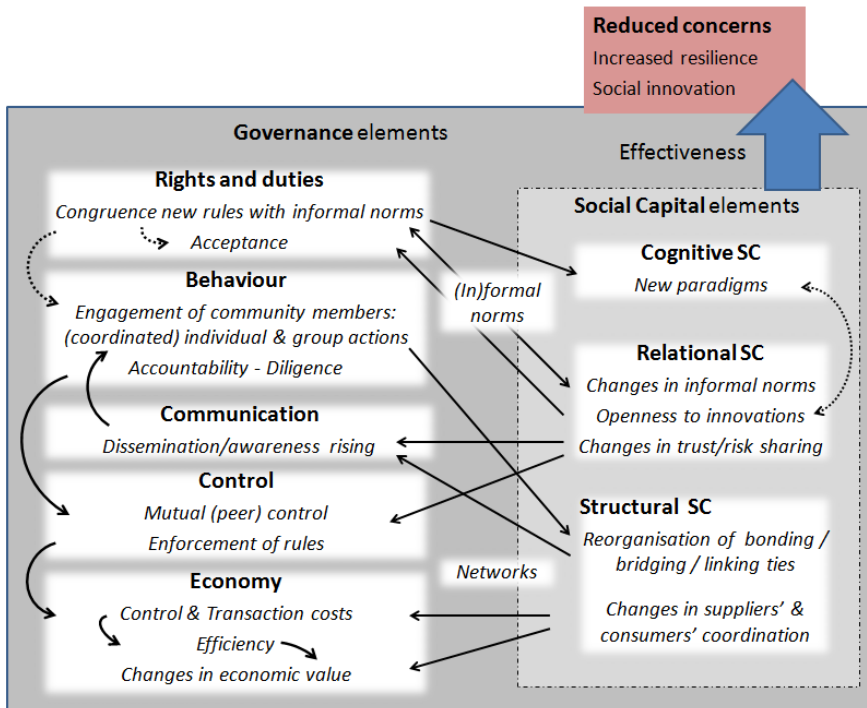 Reduced concerns
Increased resilience
Social innovation
Governance elements
Effectiveness
Rights and duties
Congruence new rules with informal norms
Acceptance
Behaviour
Engagement of community members:
(coordinated) individual & group actions
Accountability - Diligence
Communication
Dissemination/awareness rising
Control
Mutual (peer) control
Enforcement of rules
Economy
Control & Transaction costs
Efficiency
Changes in economic value
(In)formal
norms
Networks
Social Capital elements
Cognitive SC
New paradigms
Relational SC
Changes in informal norms
Openness to innovations
Changes in trust/risk sharing
Structural SC
Reorganisation of bonding /
bridging / linking ties
Changes in suppliers’ &
consumers’ coordination